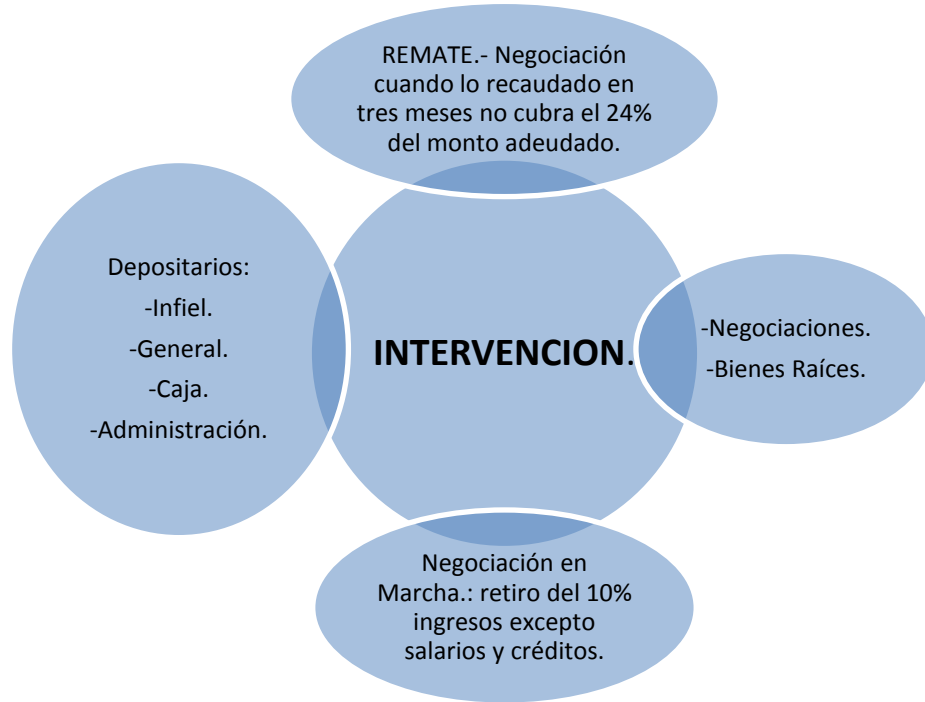 REMATE.- Negociación
cuando lo recaudado en
tres meses no cubra el 24%
del monto adeudado.
Depositarios:
-Infiel.
-General.
-Caja.
-Administración.
INTERVENCION.
-Negociaciones.
-Bienes Raíces.
Negociación en
Marcha.: retiro del 10%
ingresos excepto
salarios y créditos.